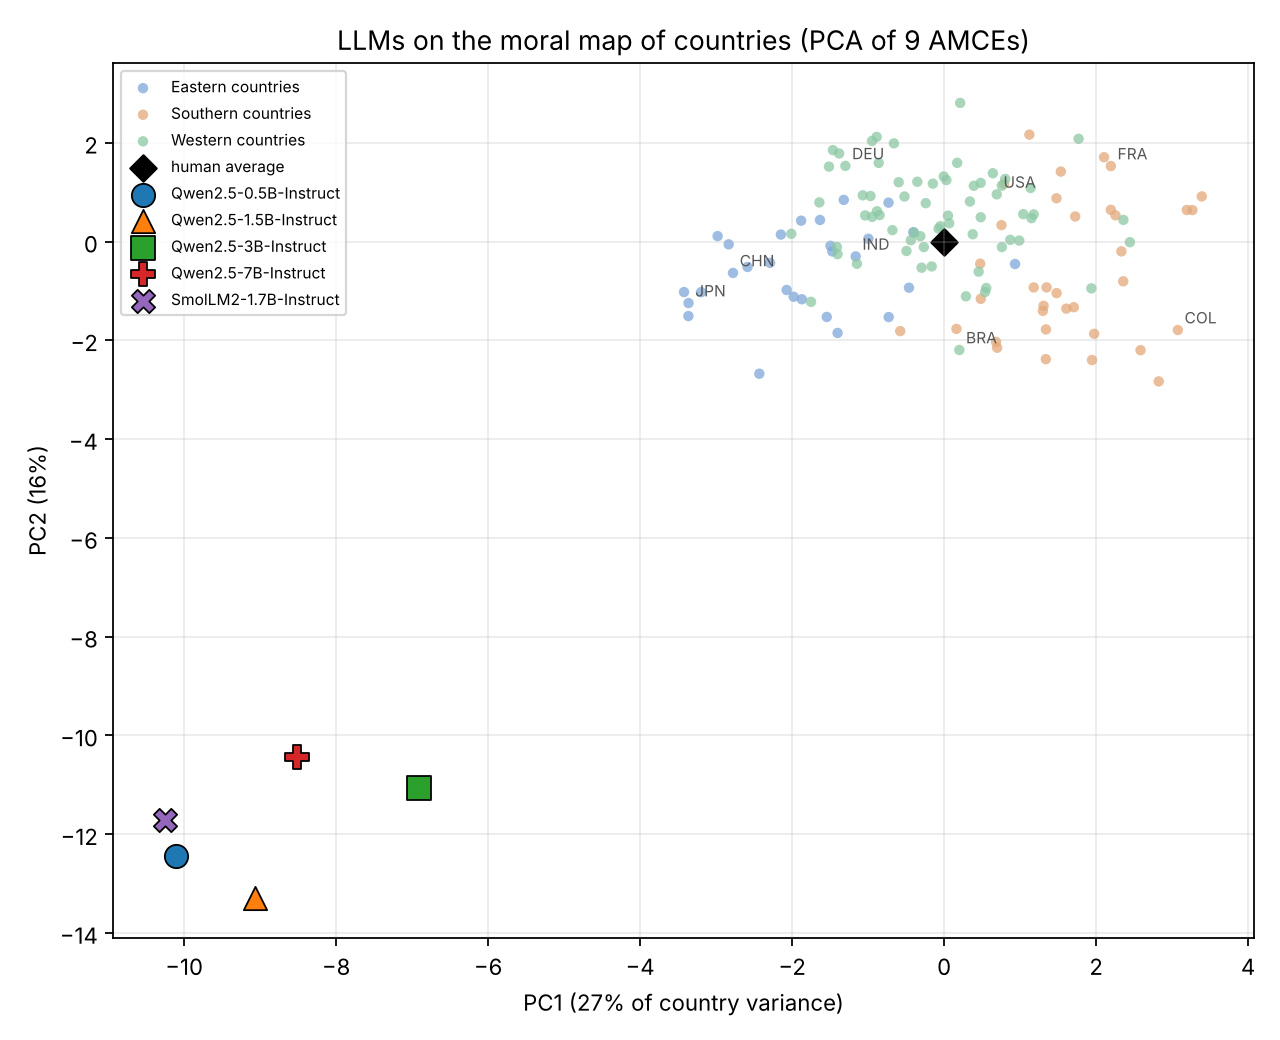 LLMs on the moral map of countries (PCA of 9 AMCEs)
Eastern countries
Southern countries
Western countries
human average
Qwen2.5-0.5B-Instruct
Qwen2.5-1.5B-Instruct
Qwen2.5-3B-Instruct
Qwen2.5-7B-Instruct
SmolLM2-1.7B-Instruct
DEU
FRA
USA
IND
CHN
JPN
COL
BRA
2
0
−2
−4
−6
−8
−10
−12
−14
PC2 (16%)
−10
−8
−6
−4
−2
0
2
4
PC1 (27% of country variance)